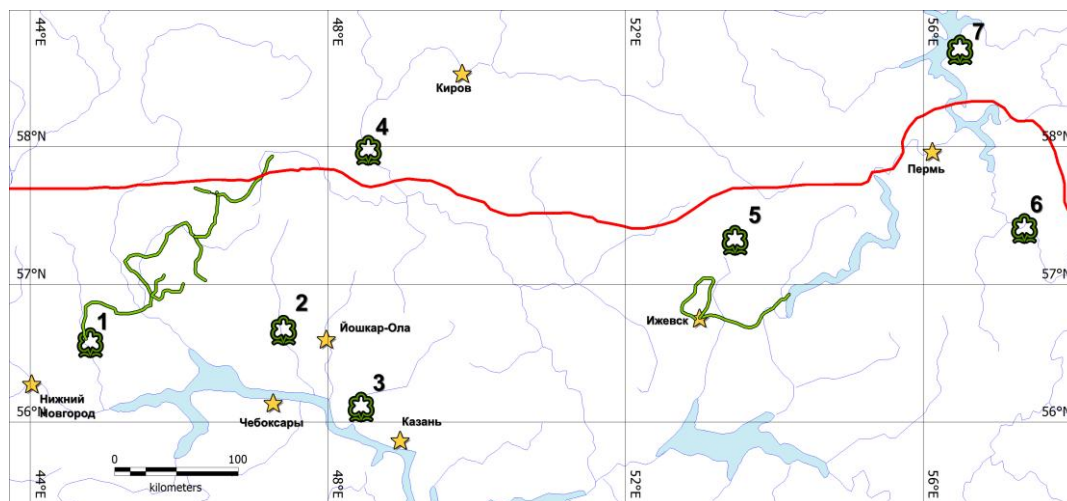 44°E
48°E
52°E
56°E
7
Киров
4
58°N
58°N
Пермь
6
5
57°N
57°N
1
2
Йошкар-Ола
Ижевск
3
Нижний
Новгород
Чебоксары
Казань
56°N
56°N
0 100
kilometers
44°E
48°E
52°E
56°E